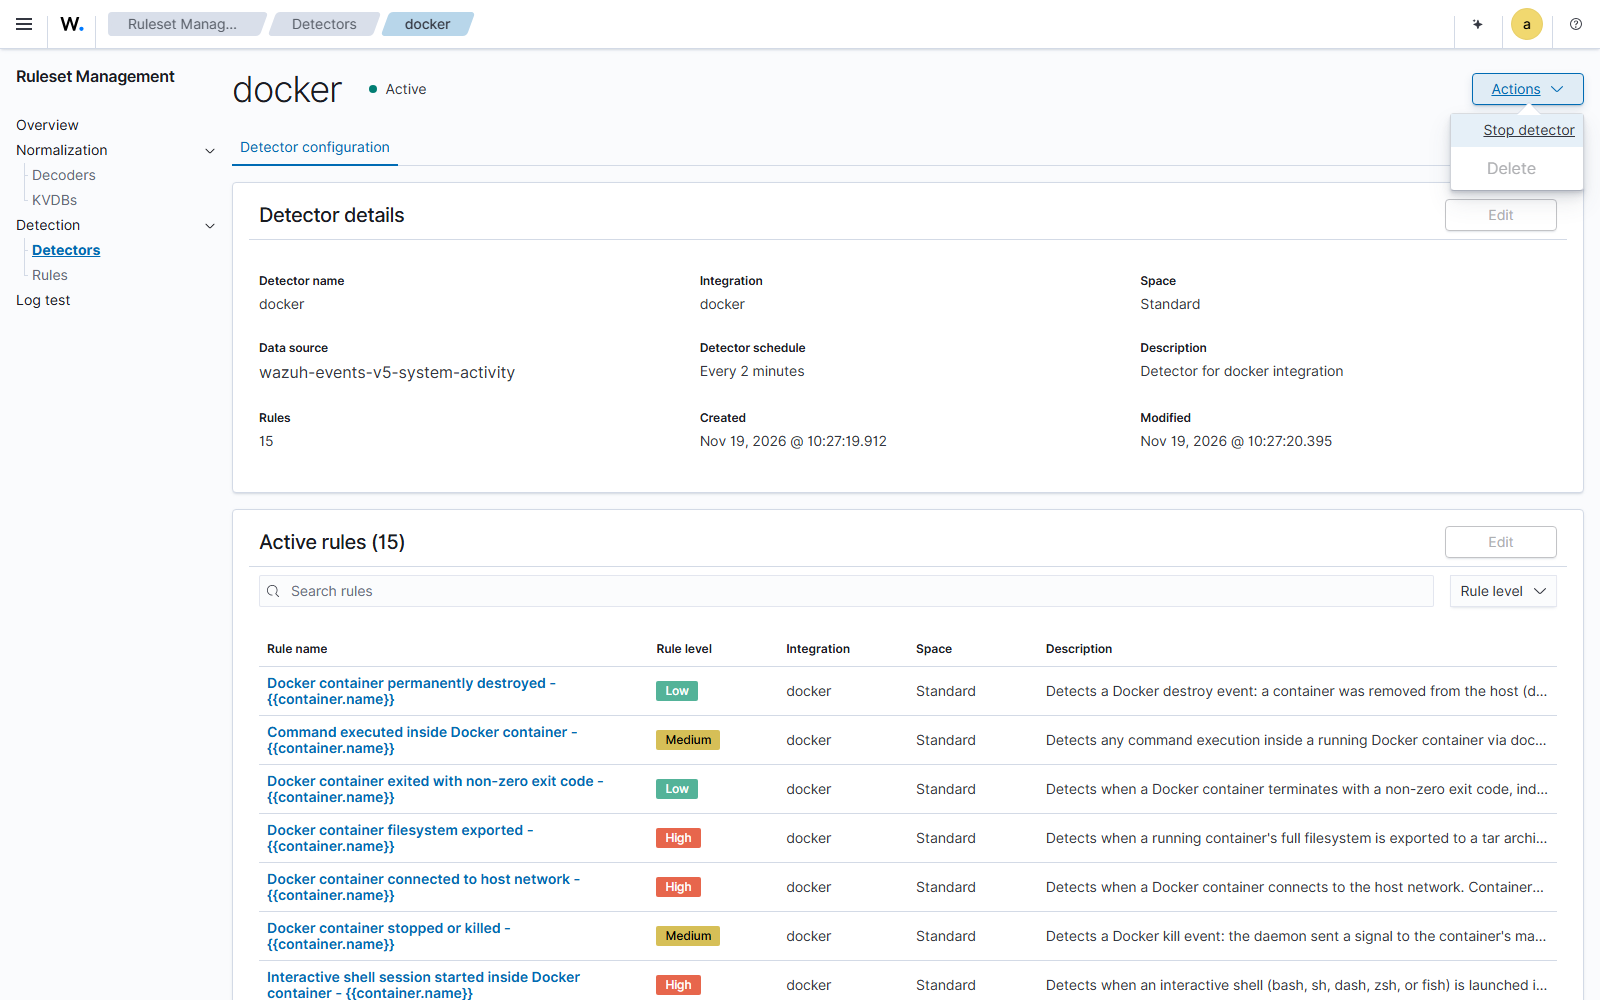 W.
Ruleset Manag...
Detectors
docker
a
Ruleset Management
Overview
Normalization
Decoders
KVDBs
Detection
Detectors
Rules
Log test
docker
Active
Actions
Stop detector
Delete
Detector configuration
Detector details
Edit
Detector name
docker
Integration
docker
Space
Standard
Data source
wazuh-events-v5-system-activity
Detector schedule
Every 2 minutes
Description
Detector for docker integration
Rules
15
Created
Nov 19, 2026 @ 10:27:19.912
Modified
Nov 19, 2026 @ 10:27:20.395
Active rules (15)
Edit
Search rules
Rule level
Rule name Rule level Integration Space Description
Docker container permanently destroyed -
{{container.name}}
Low docker Standard Detects a Docker destroy event: a container was removed from the host (d...
Command executed inside Docker container -
{{container.name}}
Medium docker Standard Detects any command execution inside a running Docker container via doc...
Docker container exited with non-zero exit code -
{{container.name}}
Low docker Standard Detects when a Docker container terminates with a non-zero exit code, ind...
Docker container filesystem exported -
{{container.name}}
High docker Standard Detects when a running container's full filesystem is exported to a tar archi...
Docker container connected to host network -
{{container.name}}
High docker Standard Detects when a Docker container connects to the host network. Container...
Docker container stopped or killed -
{{container.name}}
Medium docker Standard Detects a Docker kill event: the daemon sent a signal to the container's ma...
Interactive shell session started inside Docker
container - {{container.name}}
High docker Standard Detects when an interactive shell (bash, sh, dash, zsh, or fish) is launched i...